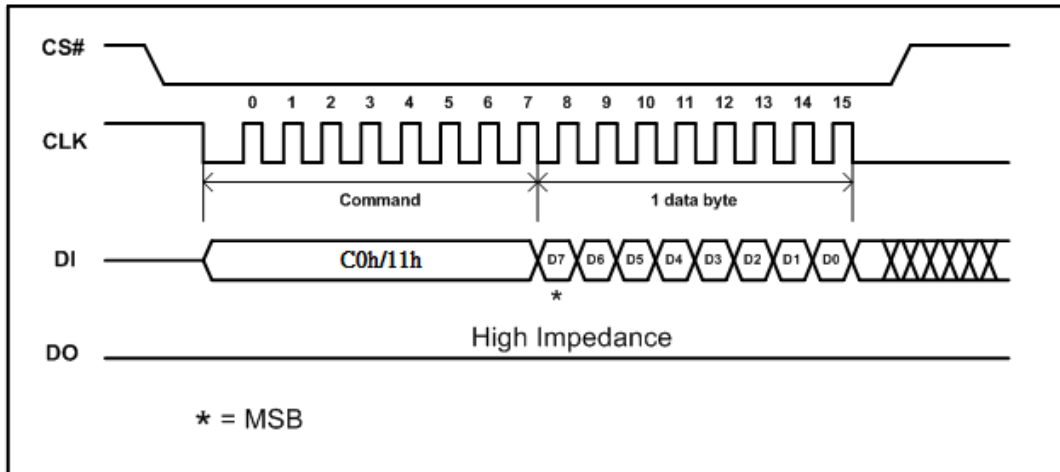 CS#
0 1 2 3 4 5 6 7 8 9 10 11 12 13 14 15
CLK
Command 1 data byte
DI C0h/11h D7 D6 D5 D4 D3 D2 D1 D0
*
High Impedance
DO
* = MSB